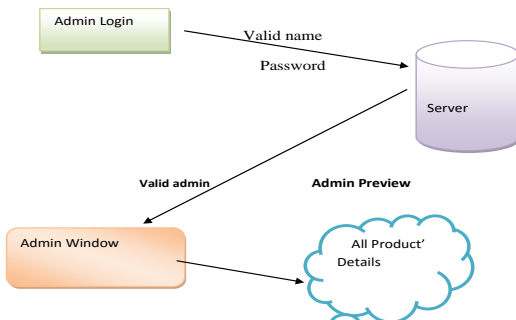 Admin Login
Valid name
Password
Server
Valid admin
Admin Preview
Admin Window
All Product’
Details